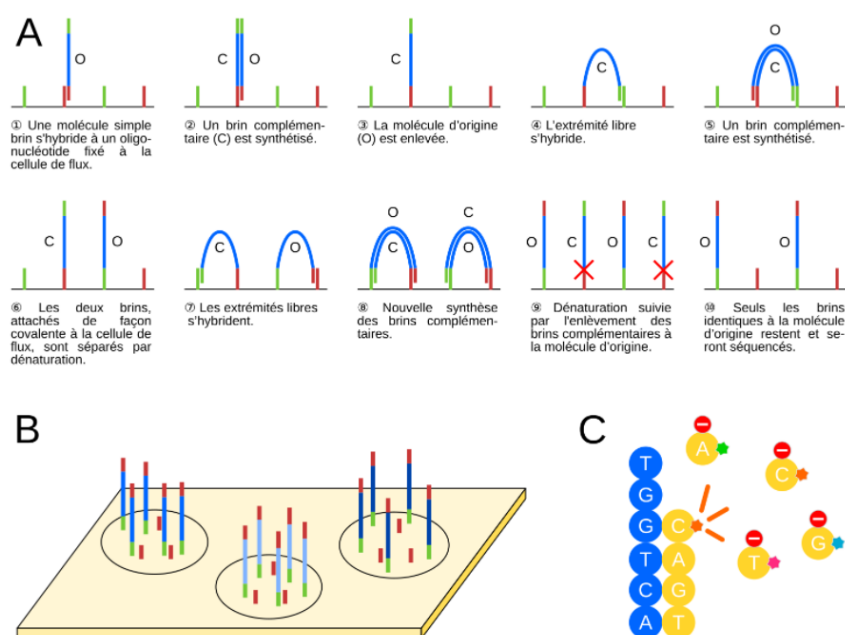 A
O
C
O
C
C
O
C
① Une molécule simple
brin s'hybride à un oligo-
nucléotide fixé à la
cellule de flux.
② Un brin complémen-
taire (C) est synthétisé.
③ La molécule d'origine
(O) est enlevée.
④ L'extrémité libre
s'hybride.
⑤ Un brin complémen-
taire est synthétisé.
C
O
C
O
O
C
C
O
O
C
O
C
O
O
⑥ Les deux brins,
attachés de façon
covalente à la cellule de
flux, sont séparés par
dénaturation.
⑦ Les extrémités libres
s'hybrident.
⑧ Nouvelle synthèse
des brins complémen-
taires.
⑨ Dénaturation suivie
par l'enlèvement des
brins complémentaires à
la molécule d'origine.
⑩ Seuls les brins
identiques à la molécule
d'origine restent et se-
ront séquencés.
B
C
A
C
T
G
T
G
G
T
C
A
C
A
G
T